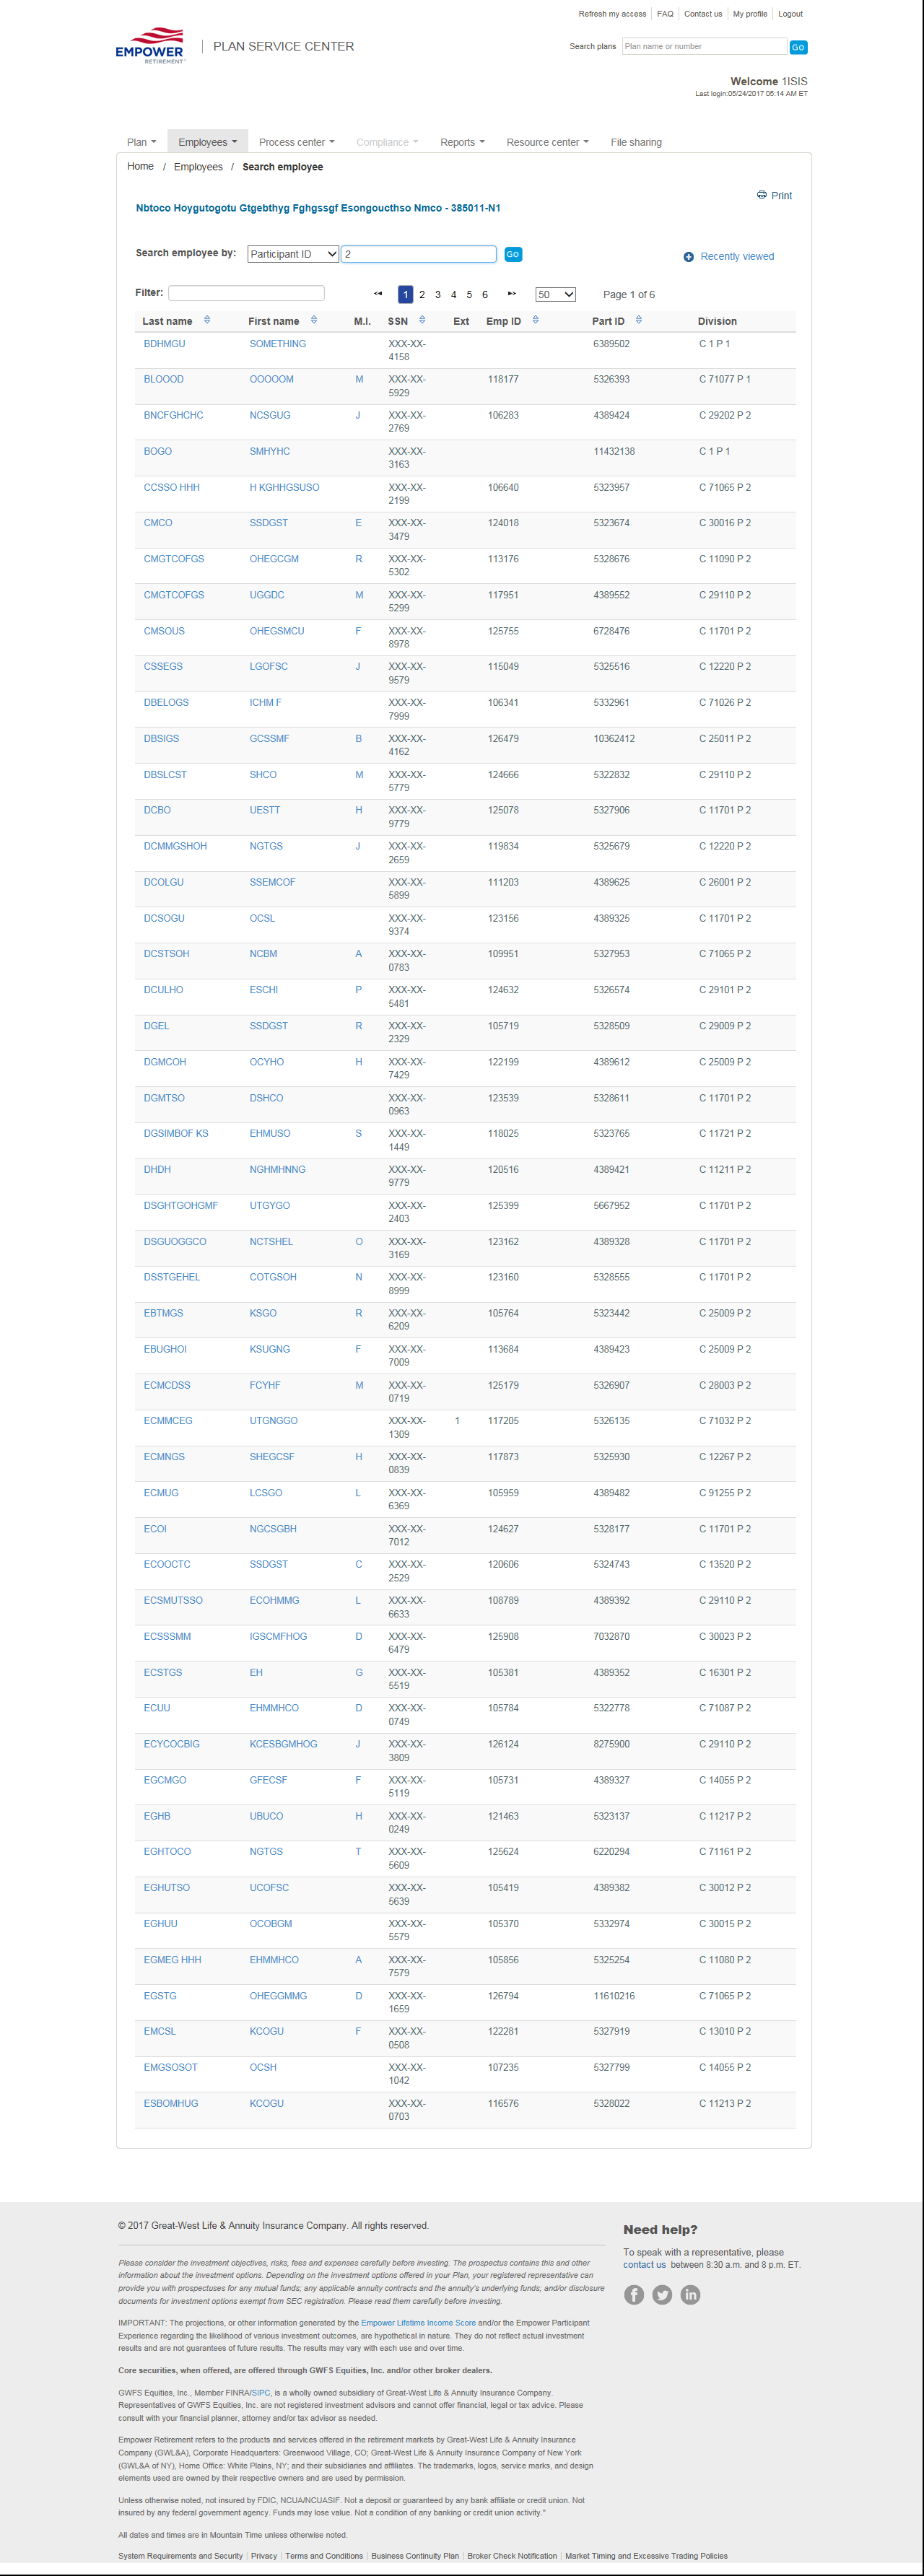 Refresh my access FAQ Contact us My profile Logout
EMPOWER RETIREMENT PLAN SERVICE CENTER
Search plans Plan name or number Go
Welcome 1ISIS
Last login:05/24/2017 05:14 AM ET
Plan Employees Process center Compliance Reports Resource center File sharing
Home / Employees / Search employee
Print
Nbtoco Hoygutogotu Gtgebthyg Fghgssgf Esongoucthso Nmco - 385011-N1
Search employee by: Participant ID 2 Go
Recently viewed
Filter: 1 2 3 4 5 6 50 Page 1 of 6
Last name First name M.I. SSN Ext Emp ID Part ID Division
BDHMGU SOMETHING XXX-XX-4158 6389502 C 1 P 1
BLOOOD OOOOOM M XXX-XX-5929 118177 5326393 C 71077 P 1
BNCFGHCHC NCSGUG J XXX-XX-2769 106283 4389424 C 29202 P 2
BOGO SMHYHC XXX-XX-3163 11432138 C 1 P 1
CCSSO HHH H KGHHGSUSO XXX-XX-2199 106640 5323957 C 71065 P 2
CMCO SSDGST E XXX-XX-3479 124018 5323674 C 30016 P 2
CMGTCOFGS OHEGCGM R XXX-XX-5302 113176 5328676 C 11090 P 2
CMGTCOFGS UGGDC M XXX-XX-5299 117951 4389552 C 29110 P 2
CMSOUS OHEGSMCU F XXX-XX-8978 125755 6728476 C 11701 P 2
CSSEGS LGOFSC J XXX-XX-9579 115049 5325516 C 12220 P 2
DBELOGS ICHM F XXX-XX-7999 106341 5332961 C 71026 P 2
DBSIGS GCSSMF B XXX-XX-4162 126479 10362412 C 25011 P 2
DBSLCST SHCO M XXX-XX-5779 124666 5322832 C 29110 P 2
DCBO UESTT H XXX-XX-9779 125078 5327906 C 11701 P 2
DCMMGSHOH NGTGS J XXX-XX-2659 119834 5325679 C 12220 P 2
DCOLGU SSEMCOF XXX-XX-5899 111203 4389625 C 26001 P 2
DCSOGU OCSL XXX-XX-9374 123156 4389325 C 11701 P 2
DCSTSOH NCBM A XXX-XX-0783 109951 5327953 C 71065 P 2
DCULHO ESCHI P XXX-XX-5481 124632 5326574 C 29101 P 2
DGEL SSDGST R XXX-XX-2329 105719 5328509 C 29009 P 2
DGMCOH OCYHO H XXX-XX-7429 122199 4389612 C 25009 P 2
DGMTSO DSHCO XXX-XX-0963 123539 5328611 C 11701 P 2
DGSIMBOF KS EHMUSO S XXX-XX-1449 118025 5323765 C 11721 P 2
DHDH NGHMHNNG XXX-XX-9779 120516 4389421 C 11211 P 2
DSGHTGOHGMF UTGYGO XXX-XX-2403 125399 5667952 C 11701 P 2
DSGUOGGCO NCTSHEL O XXX-XX-3169 123162 4389328 C 11701 P 2
DSSTGEHEL COTGSOH N XXX-XX-8999 123160 5328555 C 11701 P 2
EBTMGS KSGO R XXX-XX-6209 105764 5323442 C 25009 P 2
EBUGHOI KSUGNG F XXX-XX-7009 113684 4389423 C 25009 P 2
ECMCDSS FCYHF M XXX-XX-0719 125179 5326907 C 28003 P 2
ECMMCEG UTGNGGO XXX-XX-1309 1 117205 5326135 C 71032 P 2
ECMNGS SHEGCSF H XXX-XX-0839 117873 5325930 C 12267 P 2
ECMUG LCSGO L XXX-XX-6369 105959 4389482 C 91255 P 2
ECOI NGCSGBH XXX-XX-7012 124627 5328177 C 11701 P 2
ECOOCTC SSDGST C XXX-XX-2529 120606 5324743 C 13520 P 2
ECSMUTSSO ECOHMMG L XXX-XX-6633 108789 4389392 C 29110 P 2
ECSSSMM IGSCMFHOG D XXX-XX-6479 125908 7032870 C 30023 P 2
ECSTGS EH G XXX-XX-5519 105381 4389352 C 16301 P 2
ECUU EHMMHCO D XXX-XX-0749 105784 5322778 C 71087 P 2
ECYCOCBIG KCESBGMHOG J XXX-XX-3809 126124 8275900 C 29110 P 2
EGCMGO GFECSF F XXX-XX-5119 105731 4389327 C 14055 P 2
EGHB UBUCO H XXX-XX-0249 121463 5323137 C 11217 P 2
EGHTOCO NGTGS T XXX-XX-5609 125624 6220294 C 71161 P 2
EGHUTSO UCOFSC XXX-XX-5639 105419 4389382 C 30012 P 2
EGHUU OCOBGM XXX-XX-5579 105370 5332974 C 30015 P 2
EGMEG HHH EHMMHCO A XXX-XX-7579 105856 5325254 C 11080 P 2
EGSTG OHEGGMMG D XXX-XX-1659 126794 11610216 C 71065 P 2
EMCSL KCOGU F XXX-XX-0508 122281 5327919 C 13010 P 2
EMGSOSOT OCSH XXX-XX-1042 107235 5327799 C 14055 P 2
ESBOMHUG KCOGU XXX-XX-0703 116576 5328022 C 11213 P 2
© 2017 Great-West Life & Annuity Insurance Company. All rights reserved.
Please consider the investment objectives, risks, fees and expenses carefully before investing. The prospectus contains this and other
information about the investment options. Depending on the investment options offered in your Plan, your registered representative can
provide you with prospectuses for any mutual funds; any applicable annuity contracts and the annuity's underlying funds; and/or disclosure
documents for investment options exempt from SEC registration. Please read them carefully before investing.
IMPORTANT: The projections, or other information generated by the Empower Lifetime Income Score and/or the Empower Participant
Experience regarding the likelihood of various investment outcomes, are hypothetical in nature. They do not reflect actual investment
results and are not guarantees of future results. The results may vary with each use and over time.
Core securities, when offered, are offered through GWFS Equities, Inc. and/or other broker dealers.
GWFS Equities, Inc., Member FINRA/SIPC, is a wholly owned subsidiary of Great-West Life & Annuity Insurance Company.
Representatives of GWFS Equities, Inc. are not registered investment advisors and cannot offer financial, legal or tax advice. Please
consult with your financial planner, attorney and/or tax advisor as needed.
Empower Retirement refers to the products and services offered in the retirement markets by Great-West Life & Annuity Insurance
Company (GWL&A), Corporate Headquarters: Greenwood Village, CO; Great-West Life & Annuity Insurance Company of New York
(GWL&A of NY), Home Office: White Plains, NY; and their subsidiaries and affiliates. The trademarks, logos, service marks, and design
elements used are owned by their respective owners and are used by permission.
Unless otherwise noted, not insured by FDIC, NCUA/NCUASIF. Not a deposit or guaranteed by any bank affiliate or credit union. Not
insured by any federal government agency. Funds may lose value. Not a condition of any banking or credit union activity."
All dates and times are in Mountain Time unless otherwise noted.
System Requirements and Security Privacy Terms and Conditions Business Continuity Plan Broker Check Notification Market Timing and Excessive Trading Policies
Need help?
To speak with a representative, please
contact us between 8:30 a.m. and 8 p.m. ET.